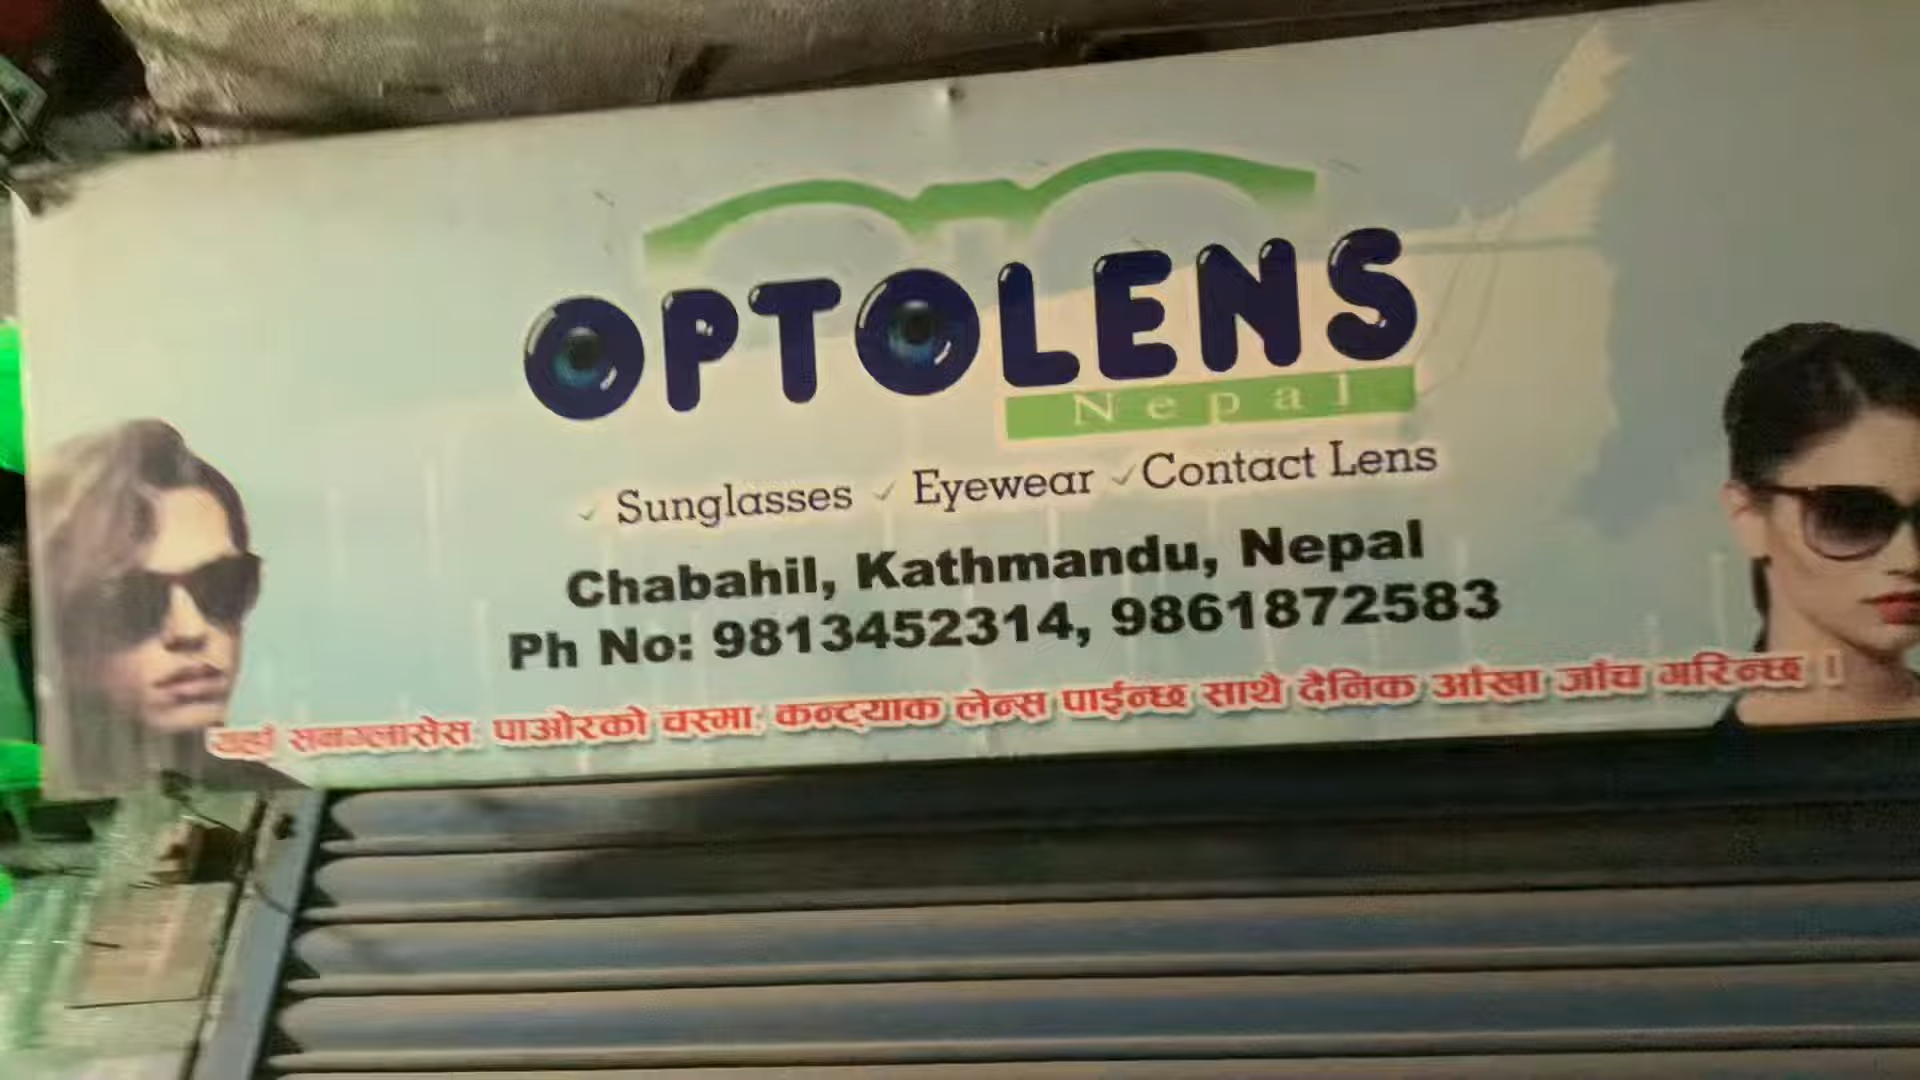 OPTOLENS
Nepal
Sunglasses Eyewear Contact Lens
Chabahil, Kathmandu, Nepal
Ph No: 9813452314, 9861872583
यहाँ सनग्लासेस, पाओरको चस्मा, कन्ट्याक लेन्स पाईन्छ साथै दैनिक आँखा जाँच गरिन्छ ।